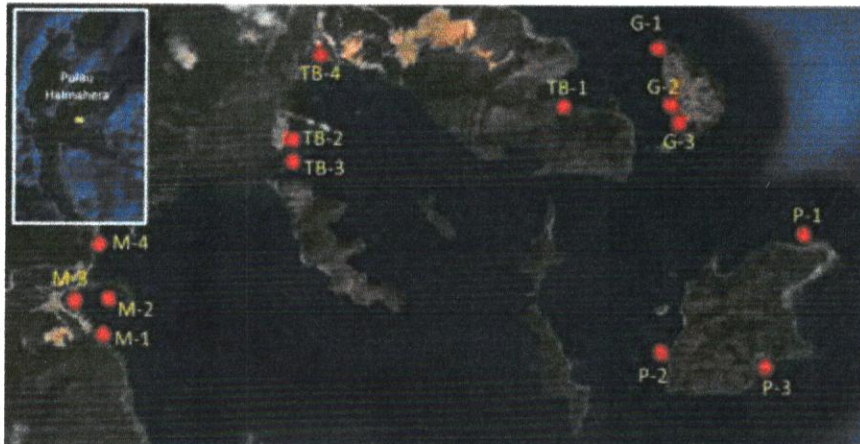 Pulau
Halmahera
G-1
TB-4
TB-1
G-2
G-3
TB-2
TB-3
P-1
M-4
M-3
M-2
M-1
P-2
P-3